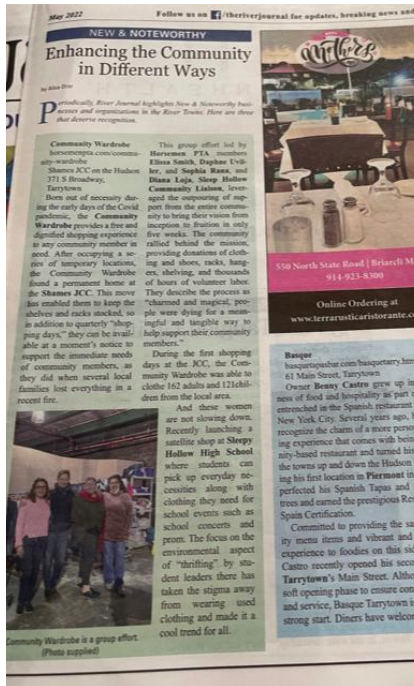 May 2022
Follow us on f/theriverjournal for updates, breaking news and
NEW & NOTEWORTHY
Enhancing the Community
in Different Ways
by Alina
Periodically, River Journal highlights New & Noteworthy busi-
nesses and organizations in the River Towns. Here are three
that deserve recognition.
Community Wardrobe
horsemenpta.com/commu-
nity-wardrobe
Shames JCC on the Hudson
371 S Broadway,
Tarrytown
Born out of necessity dur-
ing the early days of the Covid
pandemic, the Community
Wardrobe provides a free and
dignified shopping experience
to any community member in
need. After occupying a se-
ries of temporary locations,
the Community Wardrobe
found a permanent home at
the Shames JCC. This move
has enabled them to keep the
shelves and racks stocked, so
in addition to quarterly "shop-
ping days," they can be avail-
able at a moment's notice to
support the immediate needs
of community members, as
they did when several local
families lost everything in a
recent fire.
This group effort led by
Horsemen PTA members
Elissa Smith, Daphne
and Sophia Rana, and
Diana Loja, Sleepy Hollow
Community Liaison, lever-
aged the outpouring of sup-
port from the entire commu-
nity to bring their vision from
inception to fruition in only
five weeks. The community
rallied behind the mission,
providing donations of cloth-
ing and shoes, racks, hang-
ers, shelving, and thousands
of hours of volunteer labor.
They describe the process as
"charmed and magical, peo-
ple were dying for a mean-
ingful and tangible way to
help support their community
members."
During the first shopping
days at the JCC, the Com-
munity Wardrobe was able to
clothe 162 adults and 121chil-
dren from the local area.
And these women
are not slowing down.
Recently launching a
satellite shop at Sleepy
Hollow High School
where students can
pick up everyday ne-
cessities along with
clothing they need for
school events such as
school concerts and
prom. The focus on the
environmental aspect
of "thrifting" by stu-
dent leaders there has
taken the stigma away
from wearing used
clothing and made it a
cool trend for all.
Community Wardrobe is a group effort.
(Photo supplied)
Mothers
550 North State Road | Briarcli M
914-923-8300
Online Ordering at
www.terrarusticaristorante.c
Basque
basquetapasbar.com/basquetarry.htm
61 Main Street, Tarrytown
Owner Benny Castro grew up in
ness of food and hospitality as part
entrenched in the Spanish restaurant
New York City. Several years ago,
recognize the charm of a more perso
ing experience that comes with bein
nity-based restaurant and turned his
the towns up and down the Hudson
ing his first location in Piermont in
perfected his Spanish Tapas and
trees and earned the prestigious Re
Spain Certification.
Committed to providing the sa
ity menu items and vibrant and
experience to foodies on this sid
Castro recently opened his seco
Tarrytown's Main Street. Altho
soft opening phase to ensure con
and service, Basque Tarrytown i
strong start. Diners have welcor